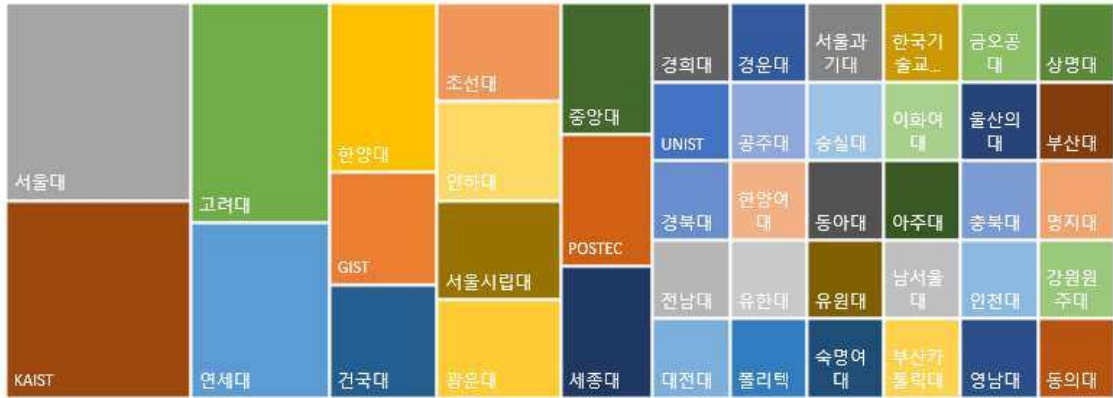 서울대
KAIST
고려대
연세대
한양대
GIST
건국대
조선대
인하대
서울시립대
광운대
중앙대
POSTEC
세종대
경희대
경운대
서울과
기대
한국기
술교...
금오공
대
상명대
UNIST
공주대
숭실대
이화여
대
울산의
대
부산대
경북대
한양여
대
동아대
아주대
충북대
명지대
전남대
유한대
유원대
남서울
대
인천대
강원원
주대
대전대
폴리텍
숙명여
대
부산카
톨릭대
영남대
동의대